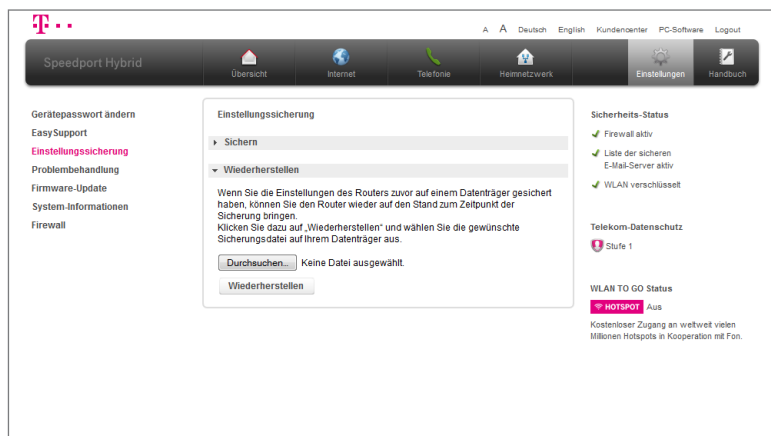 T
A A Deutsch English Kundencenter PC-Software Logout
Speedport Hybrid
Übersicht
Internet
Telefonie
Heimnetzwerk
Einstellungen
Handbuch
Gerätepasswort ändern
EasySupport
Einstellungssicherung
Problembehandlung
Firmware-Update
System-Informationen
Firewall
Einstellungssicherung
Sichern
Wiederherstellen
Wenn Sie die Einstellungen des Routers zuvor auf einem Datenträger gesichert
haben, können Sie den Router wieder auf den Stand zum Zeitpunkt der
Sicherung bringen.
Klicken Sie dazu auf „Wiederherstellen“ und wählen Sie die gewünschte
Sicherungsdatei auf Ihrem Datenträger aus.
Durchsuchen... Keine Datei ausgewählt.
Wiederherstellen
Sicherheits-Status
Firewall aktiv
Liste der sicheren
E-Mail-Server aktiv
WLAN verschlüsselt
Telekom-Datenschutz
Stufe 1
WLAN TO GO Status
HOTSPOT Aus
Kostenloser Zugang an weltweit vielen
Millionen Hotspots in Kooperation mit Fon.